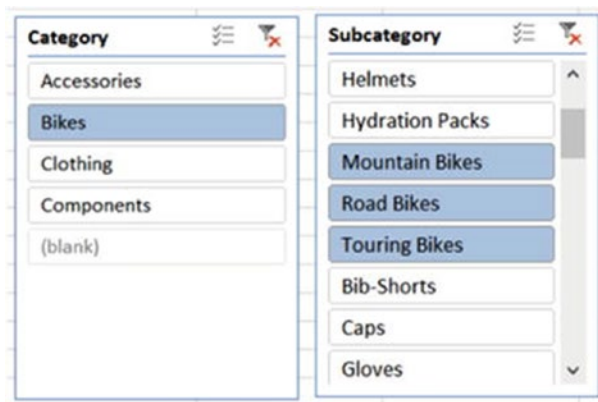 Category
Accessories
Bikes
Clothing
Components
(blank)
Subcategory
Helmets
Hydration Packs
Mountain Bikes
Road Bikes
Touring Bikes
Bib-Shorts
Caps
Gloves